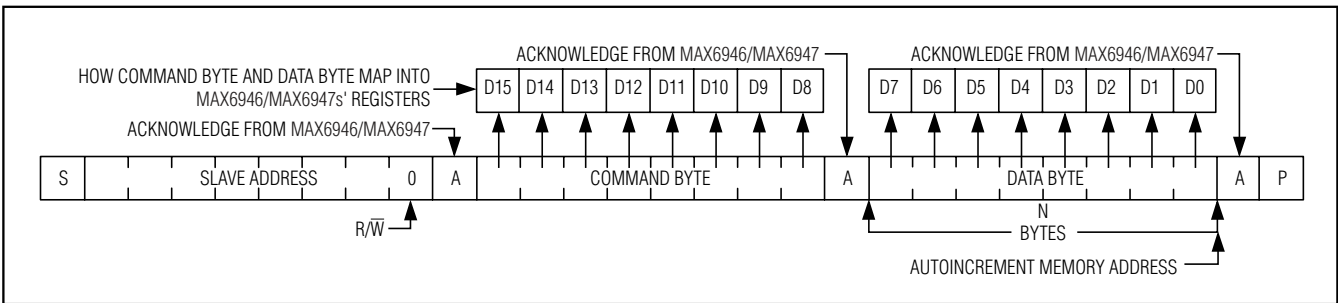 ACKNOWLEDGE FROM MAX6946/MAX6947
ACKNOWLEDGE FROM MAX6946/MAX6947
HOW COMMAND BYTE AND DATA BYTE MAP INTO
MAX6946/MAX6947s' REGISTERS
D15 D14 D13 D12 D11 D10 D9 D8
D7 D6 D5 D4 D3 D2 D1 D0
ACKNOWLEDGE FROM MAX6946/MAX6947
S SLAVE ADDRESS 0 A COMMAND BYTE A DATA BYTE A P
R/W̅
N
BYTES
AUTOINCREMENT MEMORY ADDRESS